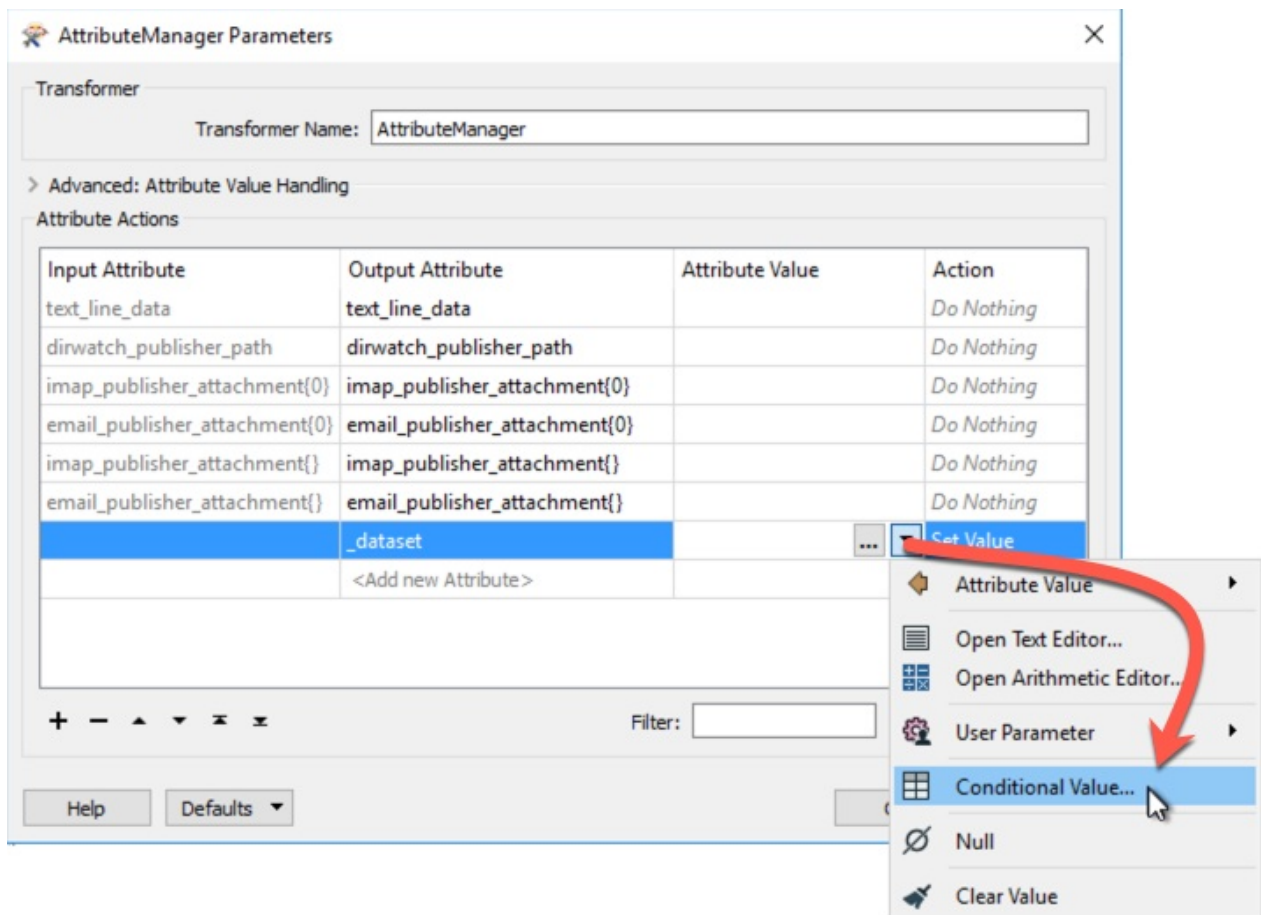 AttributeManager Parameters
Transformer
Transformer Name: AttributeManager
Advanced: Attribute Value Handling
Attribute Actions
Input Attribute Output Attribute Attribute Value Action
text_line_data text_line_data Do Nothing
dirwatch_publisher_path dirwatch_publisher_path Do Nothing
imap_publisher_attachment{0} imap_publisher_attachment{0} Do Nothing
email_publisher_attachment{0} email_publisher_attachment{0} Do Nothing
imap_publisher_attachment{} imap_publisher_attachment{} Do Nothing
email_publisher_attachment{} email_publisher_attachment{} Do Nothing
_dataset ... Set Value
<Add new Attribute>
Attribute Value
Open Text Editor...
Open Arithmetic Editor...
Filter:
User Parameter
Conditional Value...
Help Defaults
Null
Clear Value